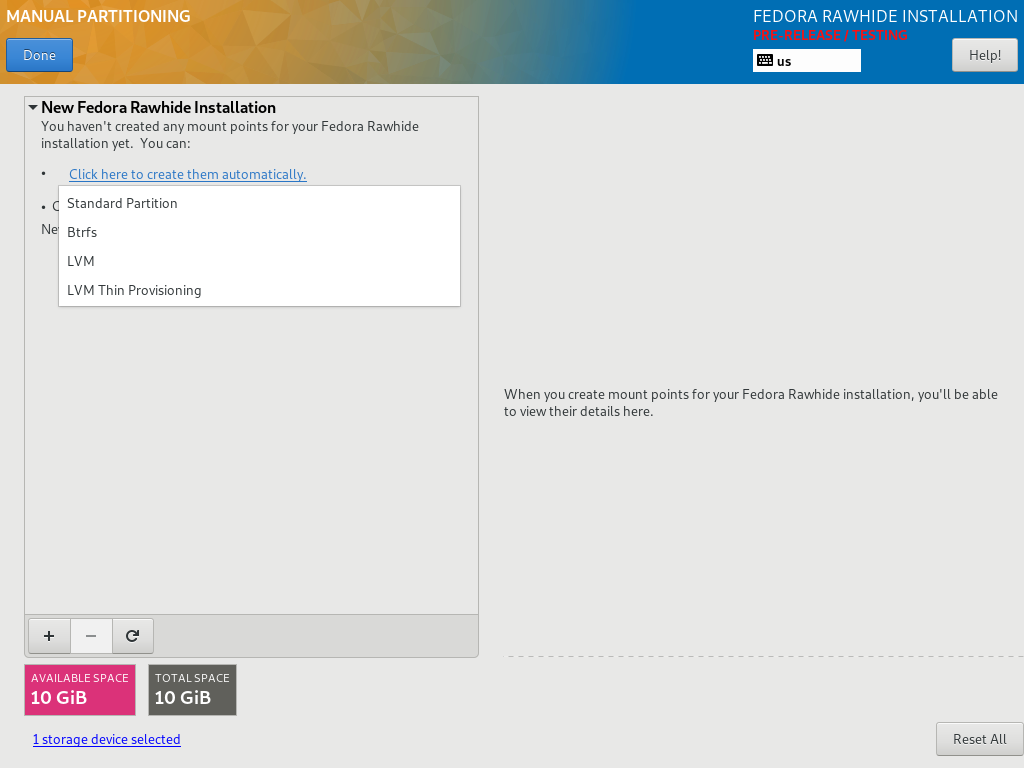 MANUAL PARTITIONING
FEDORA RAWHIDE INSTALLATION
PRE-RELEASE / TESTING
Done
us
Help!
New Fedora Rawhide Installation
You haven't created any mount points for your Fedora Rawhide
installation yet.  You can:
• Click here to create them automatically.
•
Standard Partition
Btrfs
LVM
LVM Thin Provisioning
When you create mount points for your Fedora Rawhide installation, you'll be able
to view their details here.
+ −
AVAILABLE SPACE
10 GiB
TOTAL SPACE
10 GiB
1 storage device selected
Reset All